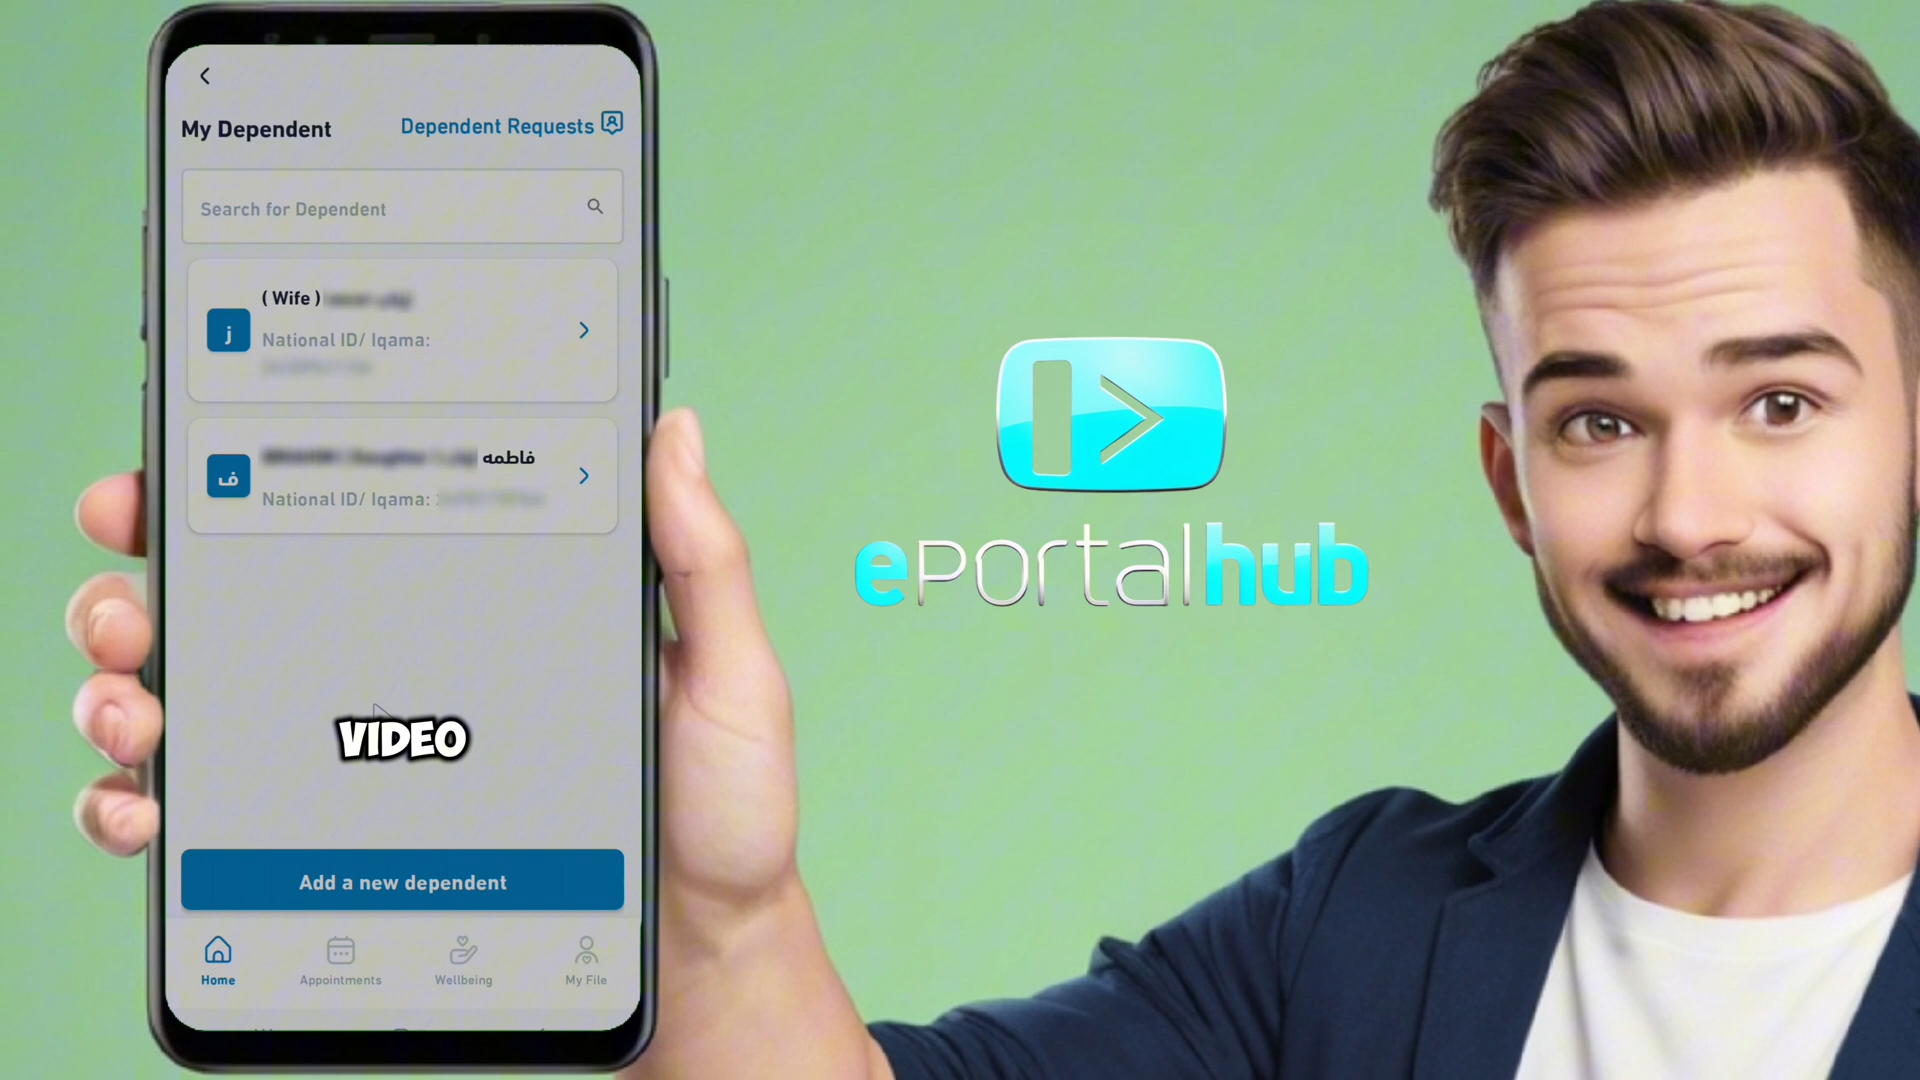 My Dependent
Dependent Requests
Search for Dependent
( Wife )
ز
National ID/ Iqama:
فاطمه
ف
National ID/ Iqama:
VIDEO
Add a new dependent
Home
Appointments
Wellbeing
My File
ePortalhub